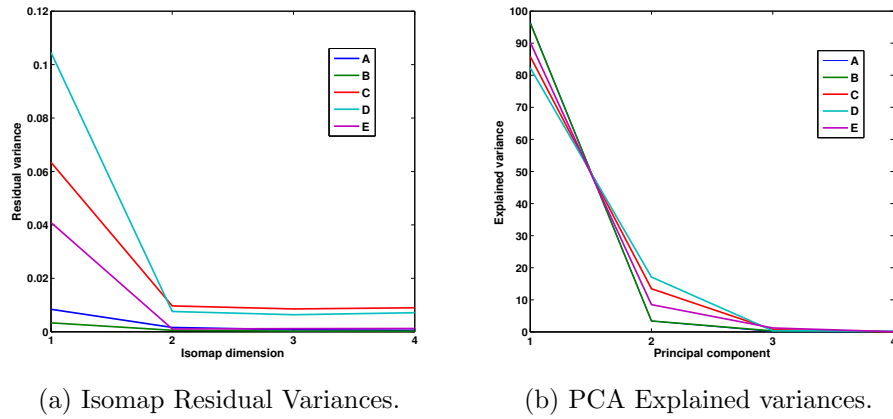 0.12
0.1
0.08
0.06
0.04
0.02
0
1 2 3 4
Residual variance
Isomap dimension
A
B
C
D
E
(a) Isomap Residual Variances.
100
90
80
70
60
50
40
30
20
10
0
1 2 3 4
Explained variance
Principal component
A
B
C
D
E
(b) PCA Explained variances.